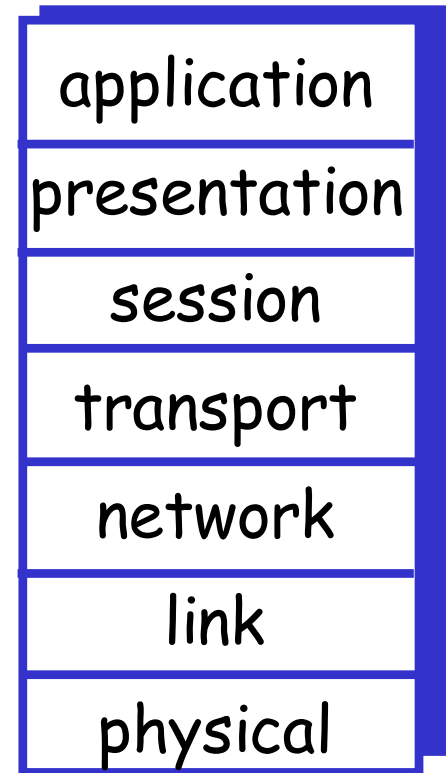 application
presentation
session
transport
network
link
physical